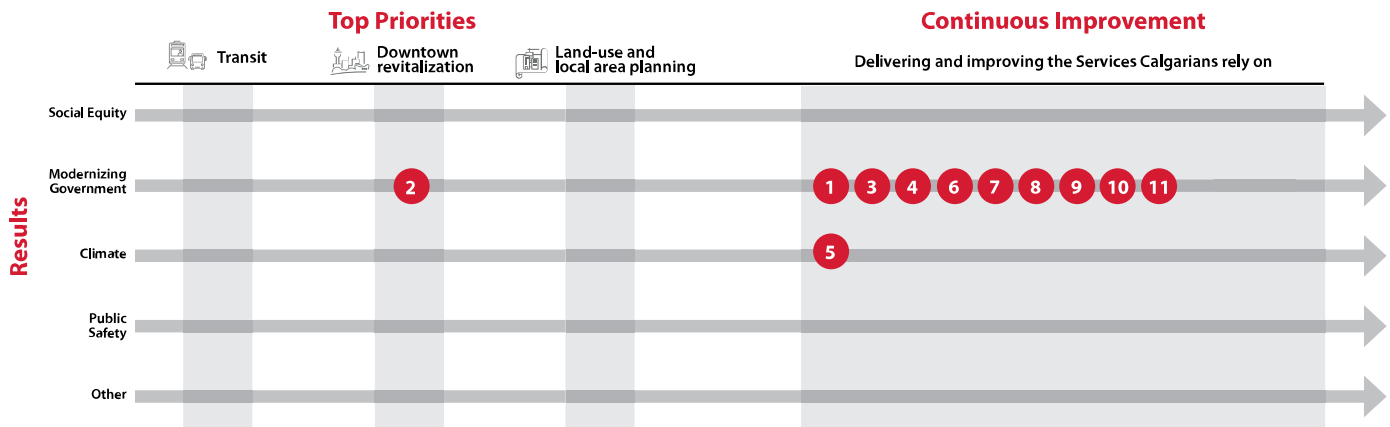 Top Priorities
Continuous Improvement
Transit
Downtown
revitalization
Land-use and
local area planning
Delivering and improving the Services Calgarians rely on
Results
Social Equity
Modernizing
Government
2
1 3 4 6 7 8 9 10 11
Climate
5
Public
Safety
Other